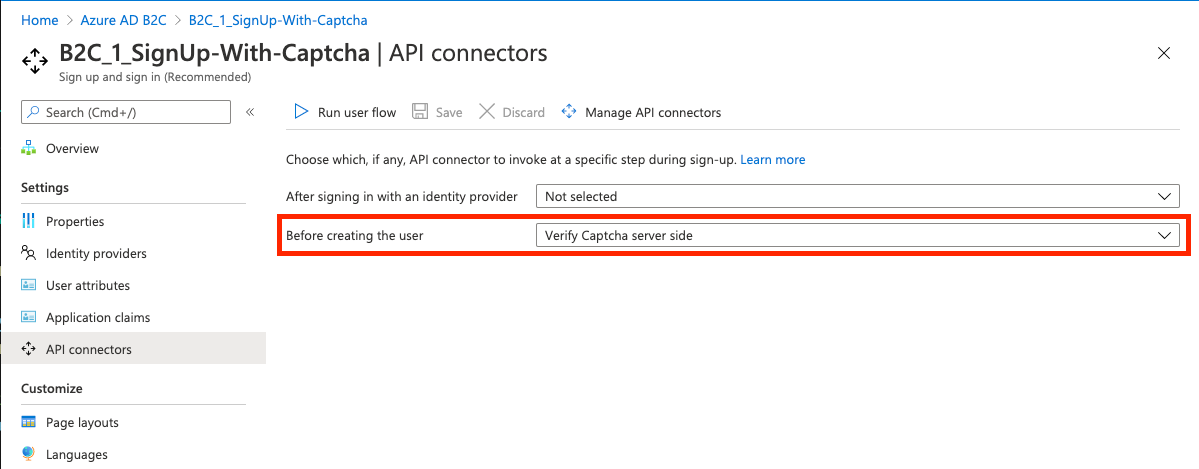 Home > Azure AD B2C > B2C_1_SignUp-With-Captcha
B2C_1_SignUp-With-Captcha | API connectors
Sign up and sign in (Recommended)
Search (Cmd+/)
«
Run user flow
Save
Discard
Manage API connectors
Overview
Settings
Properties
Identity providers
User attributes
Application claims
API connectors
Customize
Page layouts
Languages
Choose which, if any, API connector to invoke at a specific step during sign-up. Learn more
After signing in with an identity provider
Not selected
Before creating the user
Verify Captcha server side